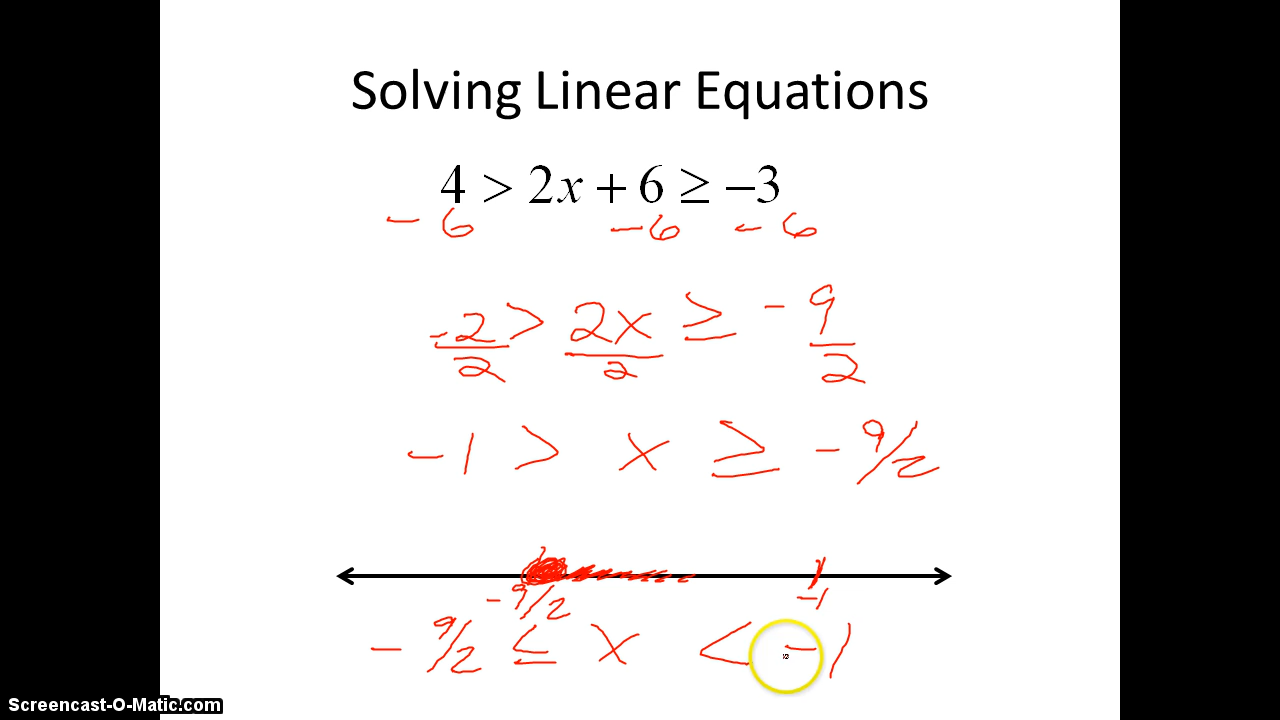 Solving Linear Equations
4 > 2x + 6 ≥ −3
− 6 − 6 − 6
-2/2 > 2x/2 ≥ -9/2
-1 > x ≥ -9/2
-9/2 -1
-9/2 ≤ x < -1
Screencast-O-Matic.com